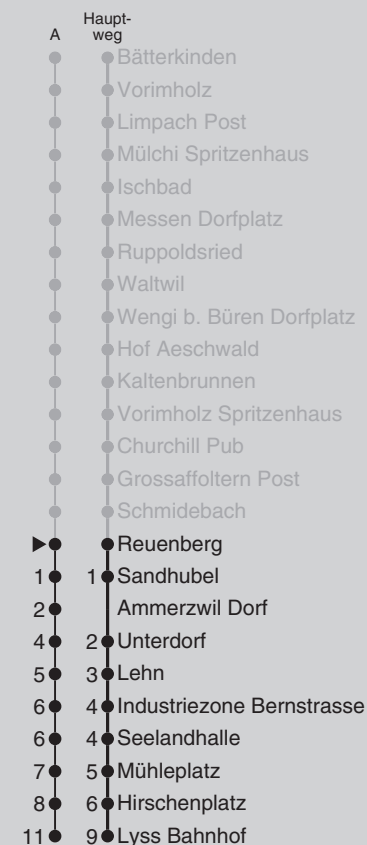 Haupt-
A weg
Bätterkinden
Vorimholz
Limpach Post
Mülchi Spritzenhaus
Ischbad
Messen Dorfplatz
Ruppoldsried
Waltwil
Wengi b. Büren Dorfplatz
Hof Aeschwald
Kaltenbrunnen
Vorimholz Spritzenhaus
Churchill Pub
Grossaffoltern Post
Schmidebach
Reuenberg
1 1 Sandhubel
2 Ammerzwil Dorf
4 2 Unterdorf
5 3 Lehn
6 4 Industriezone Bernstrasse
6 4 Seelandhalle
7 5 Mühleplatz
8 6 Hirschenplatz
11 9 Lyss Bahnhof